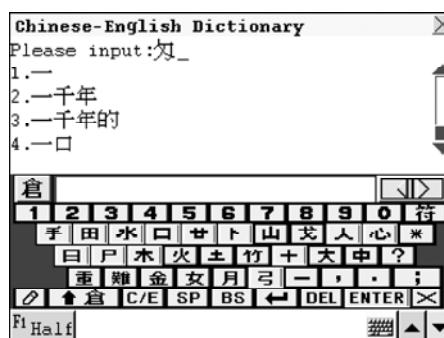 Chinese-English Dictionary
Please input:匁_
1.一
2.一千年
3.一千年的
4.一口
倉
1 2 3 4 5 6 7 8 9 0 符
手 田 水 口 廿 卜 山 戈 人 心 *
日 尸 木 火 土 竹 十 大 中 ?
重 難 金 女 月 弓 一 , . ;
倉 C/E SP BS DEL ENTER
F1 Half